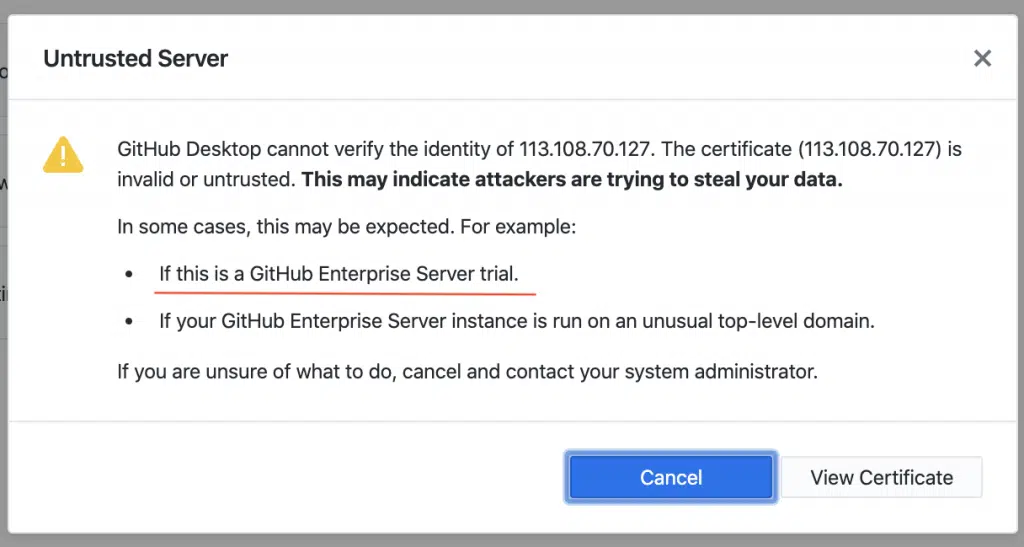 Untrusted Server
GitHub Desktop cannot verify the identity of 113.108.70.127. The certificate (113.108.70.127) is
invalid or untrusted. This may indicate attackers are trying to steal your data.
In some cases, this may be expected. For example:
• If this is a GitHub Enterprise Server trial.
• If your GitHub Enterprise Server instance is run on an unusual top-level domain.
If you are unsure of what to do, cancel and contact your system administrator.
Cancel
View Certificate